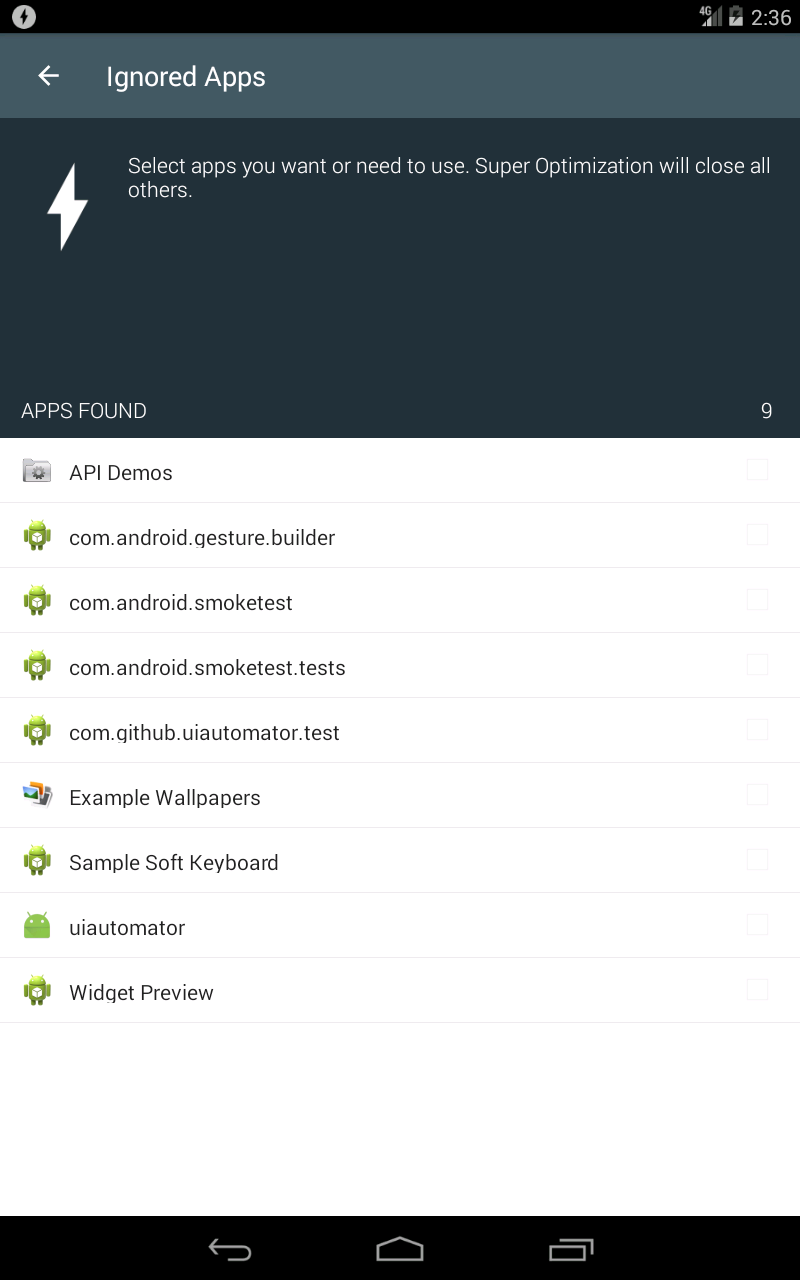 4G 2:36
Ignored Apps
Select apps you want or need to use. Super Optimization will close all
others.
APPS FOUND 9
API Demos
com.android.gesture.builder
com.android.smoketest
com.android.smoketest.tests
com.github.uiautomator.test
Example Wallpapers
Sample Soft Keyboard
uiautomator
Widget Preview